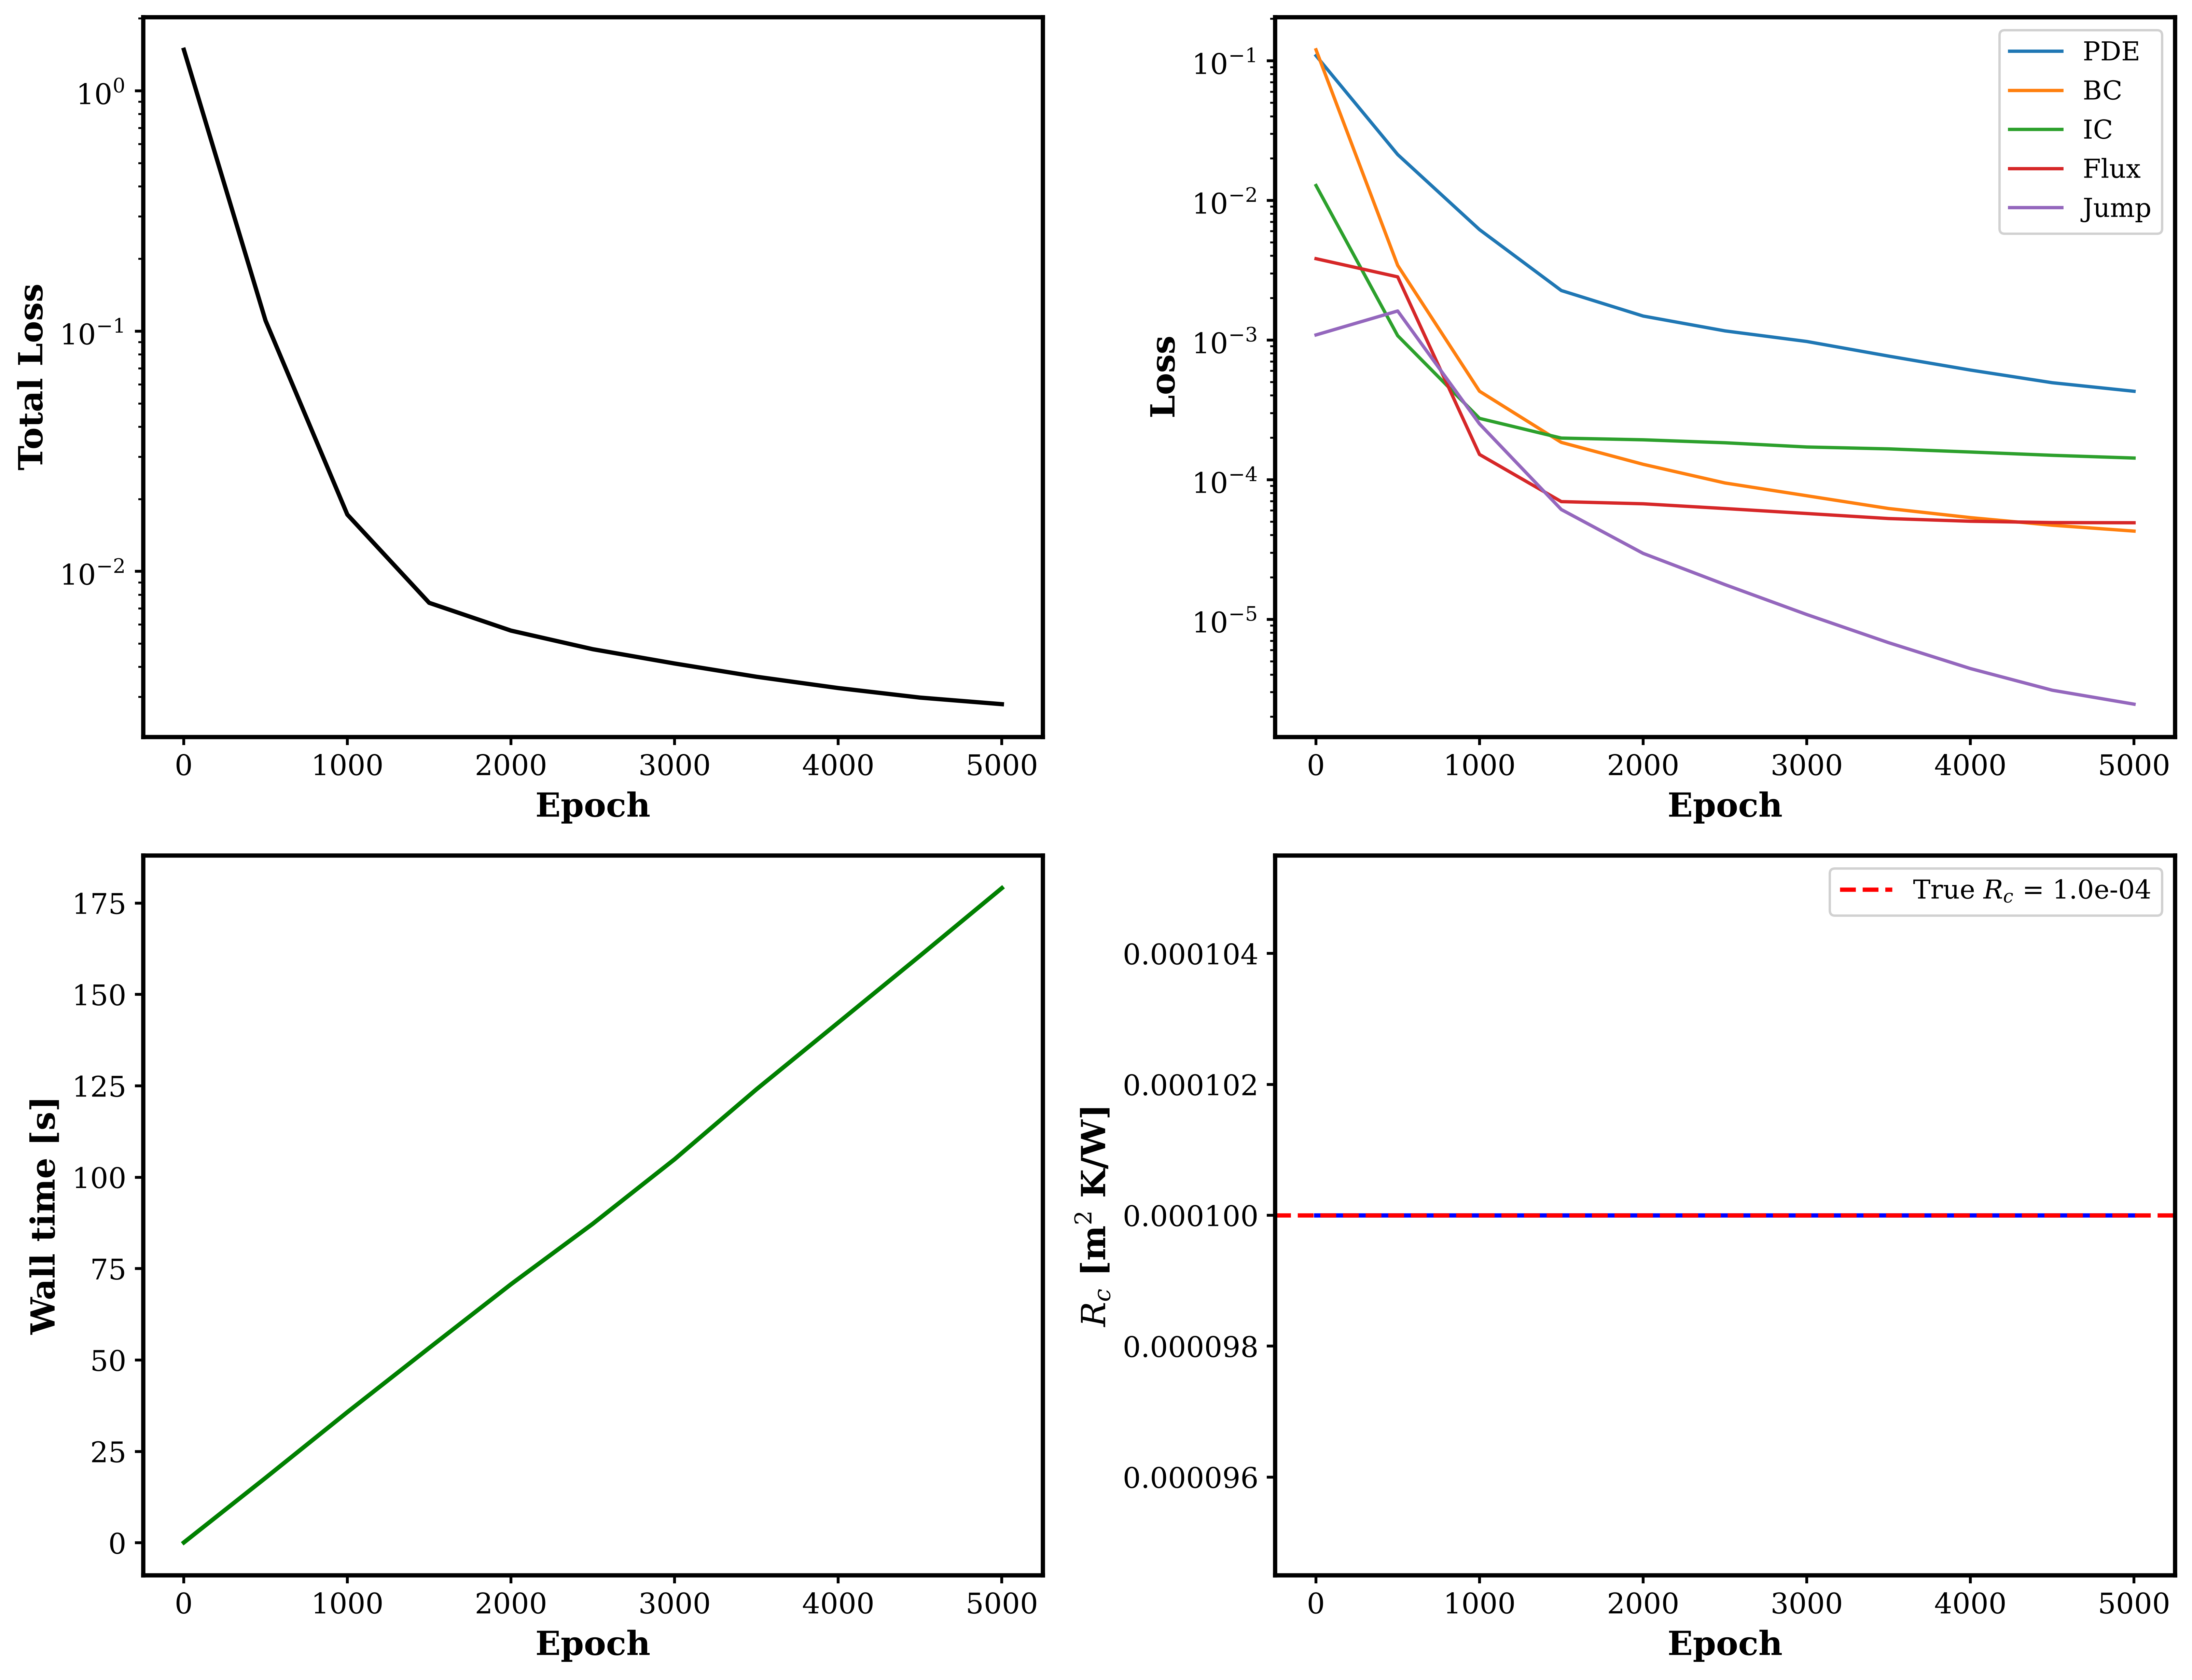 Total Loss
10⁰
10⁻¹
10⁻²
0 1000 2000 3000 4000 5000
Epoch
Loss
10⁻¹
10⁻²
10⁻³
10⁻⁴
10⁻⁵
PDE
BC
IC
Flux
Jump
0 1000 2000 3000 4000 5000
Epoch
Wall time [s]
175
150
125
100
75
50
25
0
0 1000 2000 3000 4000 5000
Epoch
R_c [m² K/W]
0.000104
0.000102
0.000100
0.000098
0.000096
True R_c = 1.0e-04
0 1000 2000 3000 4000 5000
Epoch